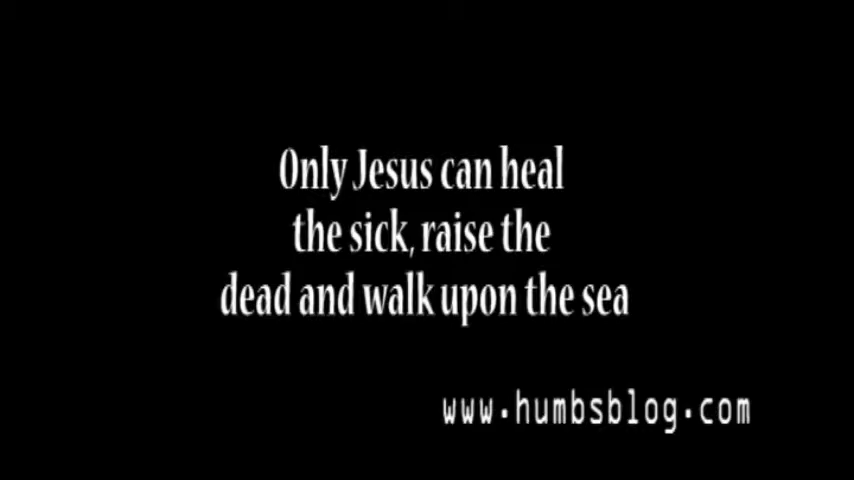 Only Jesus can heal
the sick, raise the
dead and walk upon the sea
www.humbsblog.com